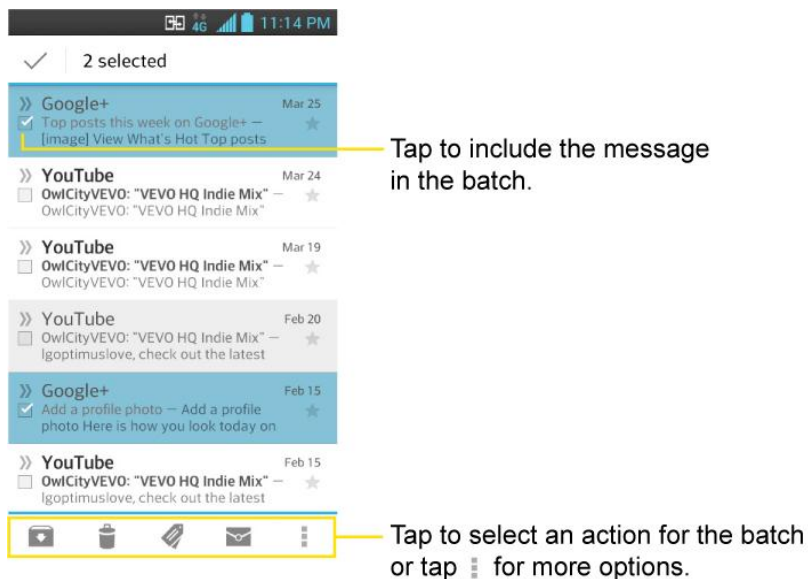 4G 11:14 PM
2 selected
Google+ Mar 25
Top posts this week on Google+ –
[image] View What's Hot Top posts
Tap to include the message
in the batch.
YouTube Mar 24
OwlCityVEVO: "VEVO HQ Indie Mix" –
OwlCityVEVO: "VEVO HQ Indie Mix"
YouTube Mar 19
OwlCityVEVO: "VEVO HQ Indie Mix" –
OwlCityVEVO: "VEVO HQ Indie Mix"
YouTube Feb 20
OwlCityVEVO: "VEVO HQ Indie Mix" –
lgoptimuslove, check out the latest
Google+ Feb 15
Add a profile photo – Add a profile
photo Here is how you look today on
YouTube Feb 15
OwlCityVEVO: "VEVO HQ Indie Mix" –
lgoptimuslove, check out the latest
Tap to select an action for the batch
or tap for more options.